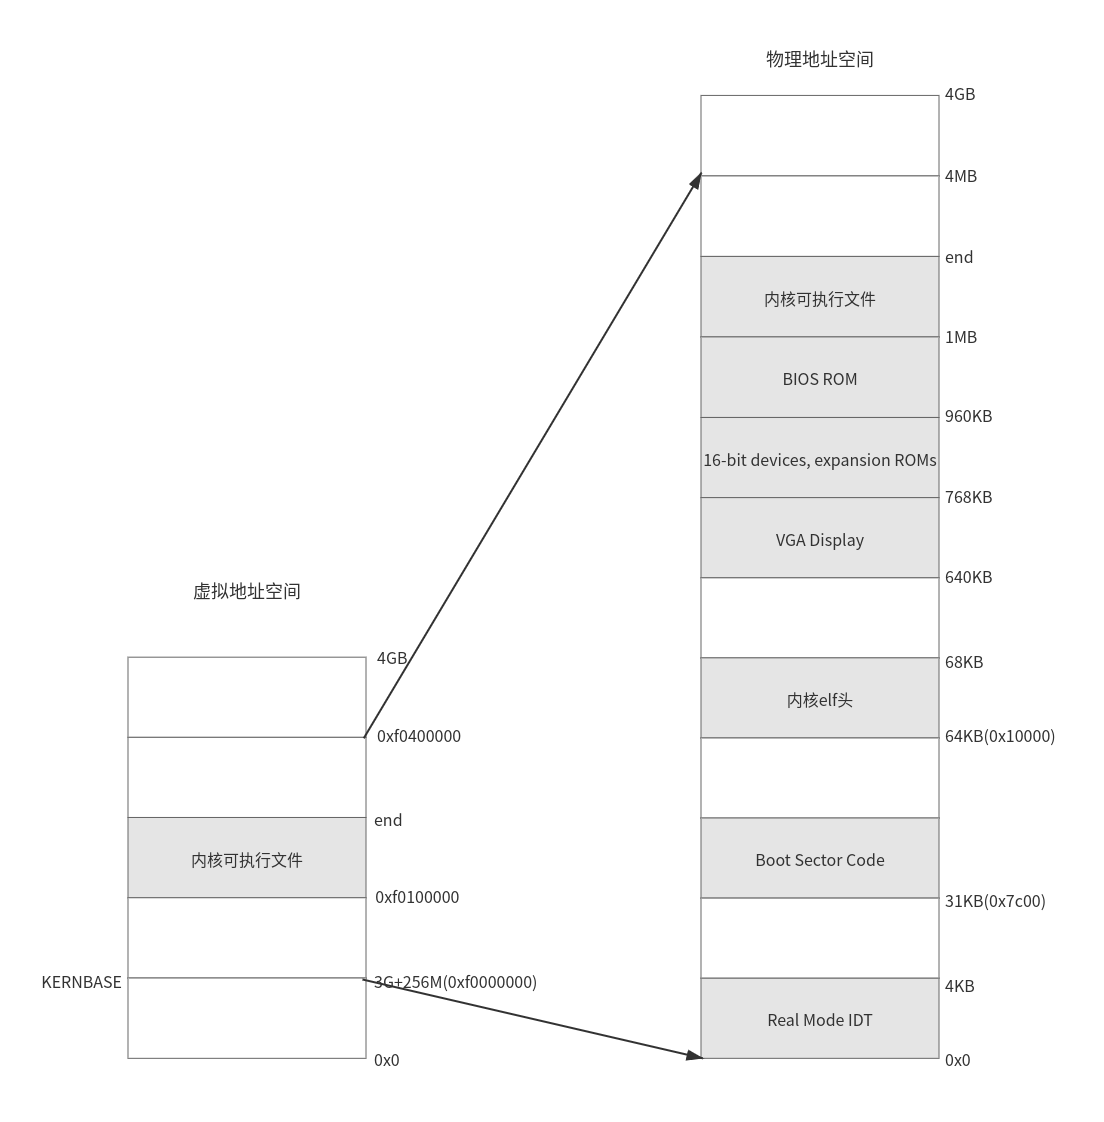 物理地址空间
4GB
4MB
end
内核可执行文件
1MB
BIOS ROM
960KB
16-bit devices, expansion ROMs
768KB
VGA Display
640KB
68KB
内核elf头
64KB(0x10000)
Boot Sector Code
31KB(0x7c00)
4KB
Real Mode IDT
0x0
虚拟地址空间
4GB
0xf0400000
end
内核可执行文件
0xf0100000
KERNBASE
3G+256M(0xf0000000)
0x0